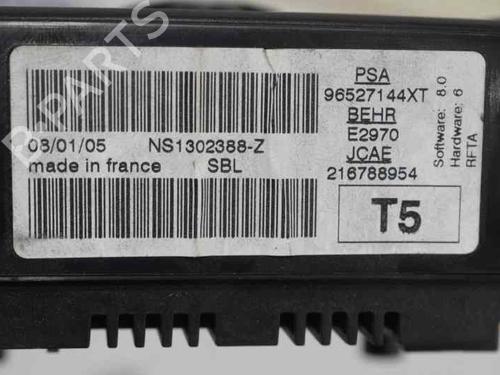 PSA
96527144XT
BEHR
E2970
JCAE
216788954
T5
03/01/05 NS1302388-Z
made in france SBL
Software: 8.0
Hardware: 6
RFTA
B-PARTS